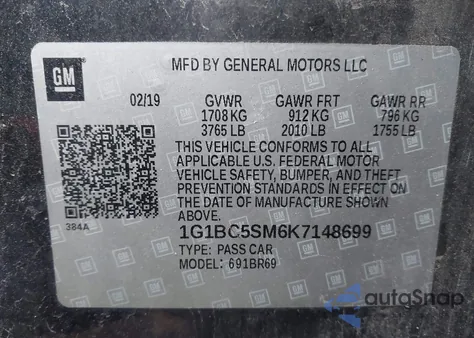 GM
MFD BY GENERAL MOTORS LLC
02/19 GVWR GAWR FRT GAWR RR
1708 KG 912 KG 796 KG
3765 LB 2010 LB 1755 LB
THIS VEHICLE CONFORMS TO ALL
APPLICABLE U.S. FEDERAL MOTOR
VEHICLE SAFETY, BUMPER, AND THEFT
PREVENTION STANDARDS IN EFFECT ON
THE DATE OF MANUFACTURE SHOWN
ABOVE.
384A
1G1BC5SM6K7148699
TYPE: PASS CAR
MODEL: 691BR69
autoSnap